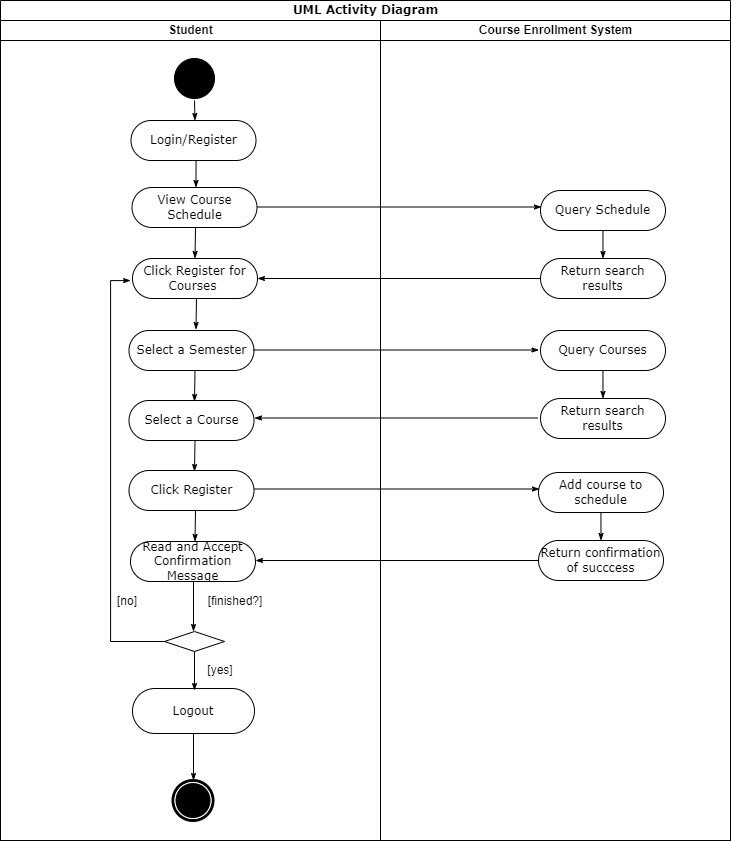 UML Activity Diagram
Student
Course Enrollment System
Login/Register
View Course
Schedule
Query Schedule
Click Register for
Courses
Return search
results
Select a Semester
Query Courses
Select a Course
Return search
results
Click Register
Add course to
schedule
Read and Accept
Confirmation
Message
Return confirmation
of succcess
[no]
[finished?]
[yes]
Logout